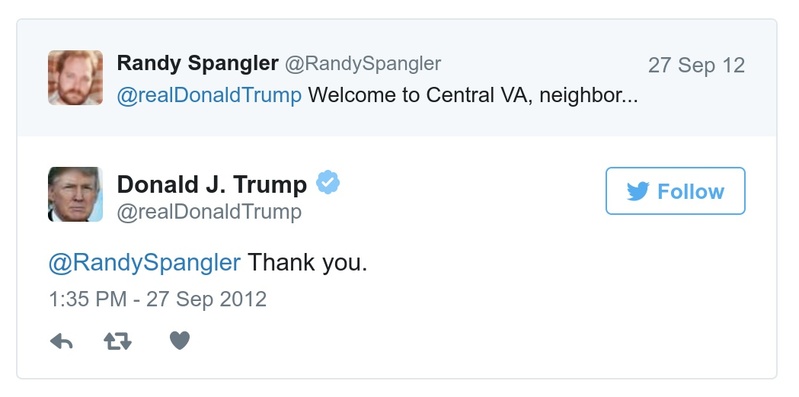 Randy Spangler @RandySpangler 27 Sep 12
@realDonaldTrump Welcome to Central VA, neighbor...
Donald J. Trump
@realDonaldTrump
Follow
@RandySpangler Thank you.
1:35 PM - 27 Sep 2012